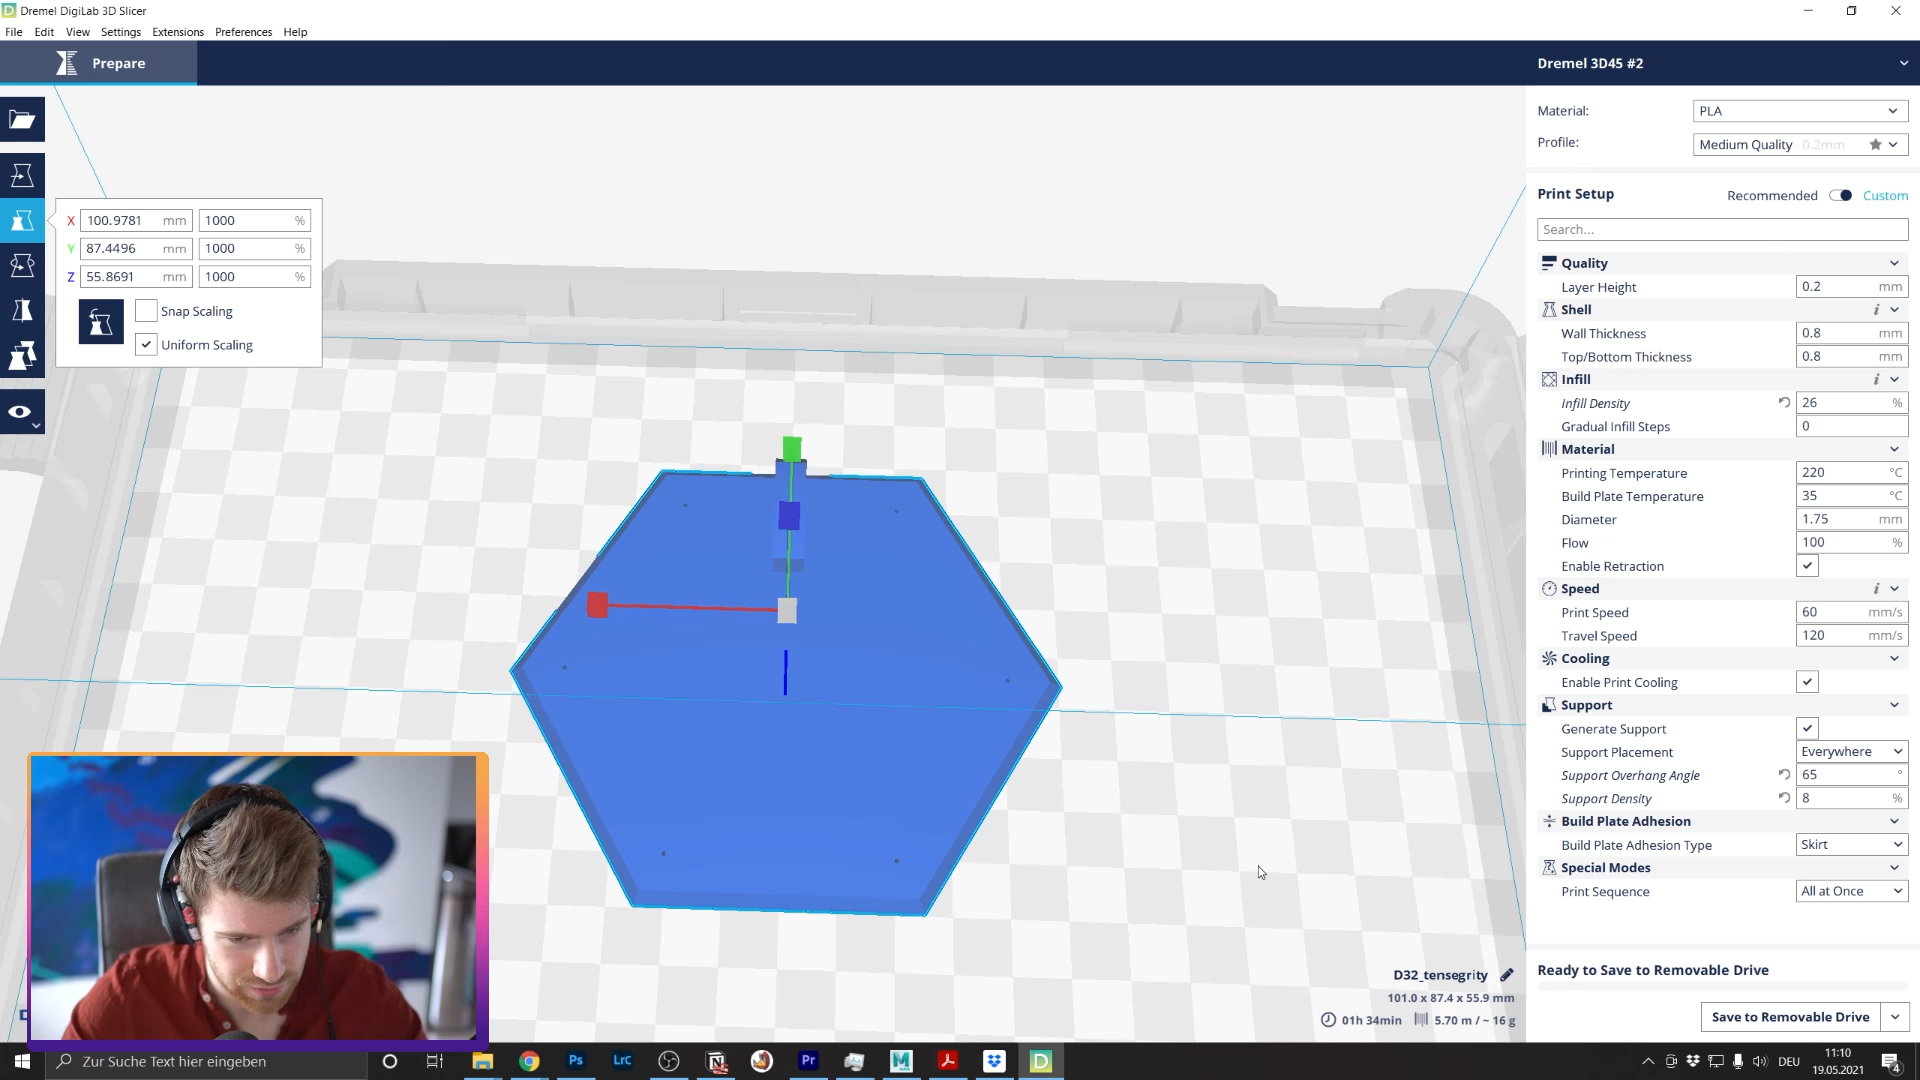 Dremel DigiLab 3D Slicer
File Edit View Settings Extensions Preferences Help
Prepare
Dremel 3D45 #2
Material: PLA
Profile: Medium Quality - 0.2mm
X 100.9781 mm 1000 %
Y 87.4496 mm 1000 %
Z 55.8691 mm 1000 %
Snap Scaling
Uniform Scaling
Print Setup Recommended Custom
Search...
Quality
Layer Height 0.2 mm
Shell i
Wall Thickness 0.8 mm
Top/Bottom Thickness 0.8 mm
Infill i
Infill Density 26 %
Gradual Infill Steps 0
Material
Printing Temperature 220 °C
Build Plate Temperature 35 °C
Diameter 1.75 mm
Flow 100 %
Enable Retraction
Speed i
Print Speed 60 mm/s
Travel Speed 120 mm/s
Cooling
Enable Print Cooling
Support
Generate Support
Support Placement Everywhere
Support Overhang Angle 65 °
Support Density 8 %
Build Plate Adhesion
Build Plate Adhesion Type Skirt
Special Modes
Print Sequence All at Once
D32_tensegrity
101.0 x 87.4 x 55.9 mm
01h 34min 5.70 m / ~ 16 g
Ready to Save to Removable Drive
Save to Removable Drive
Zur Suche Text hier eingeben
Ps LrC Pr M D
DEU
11:10
19.05.2021
4